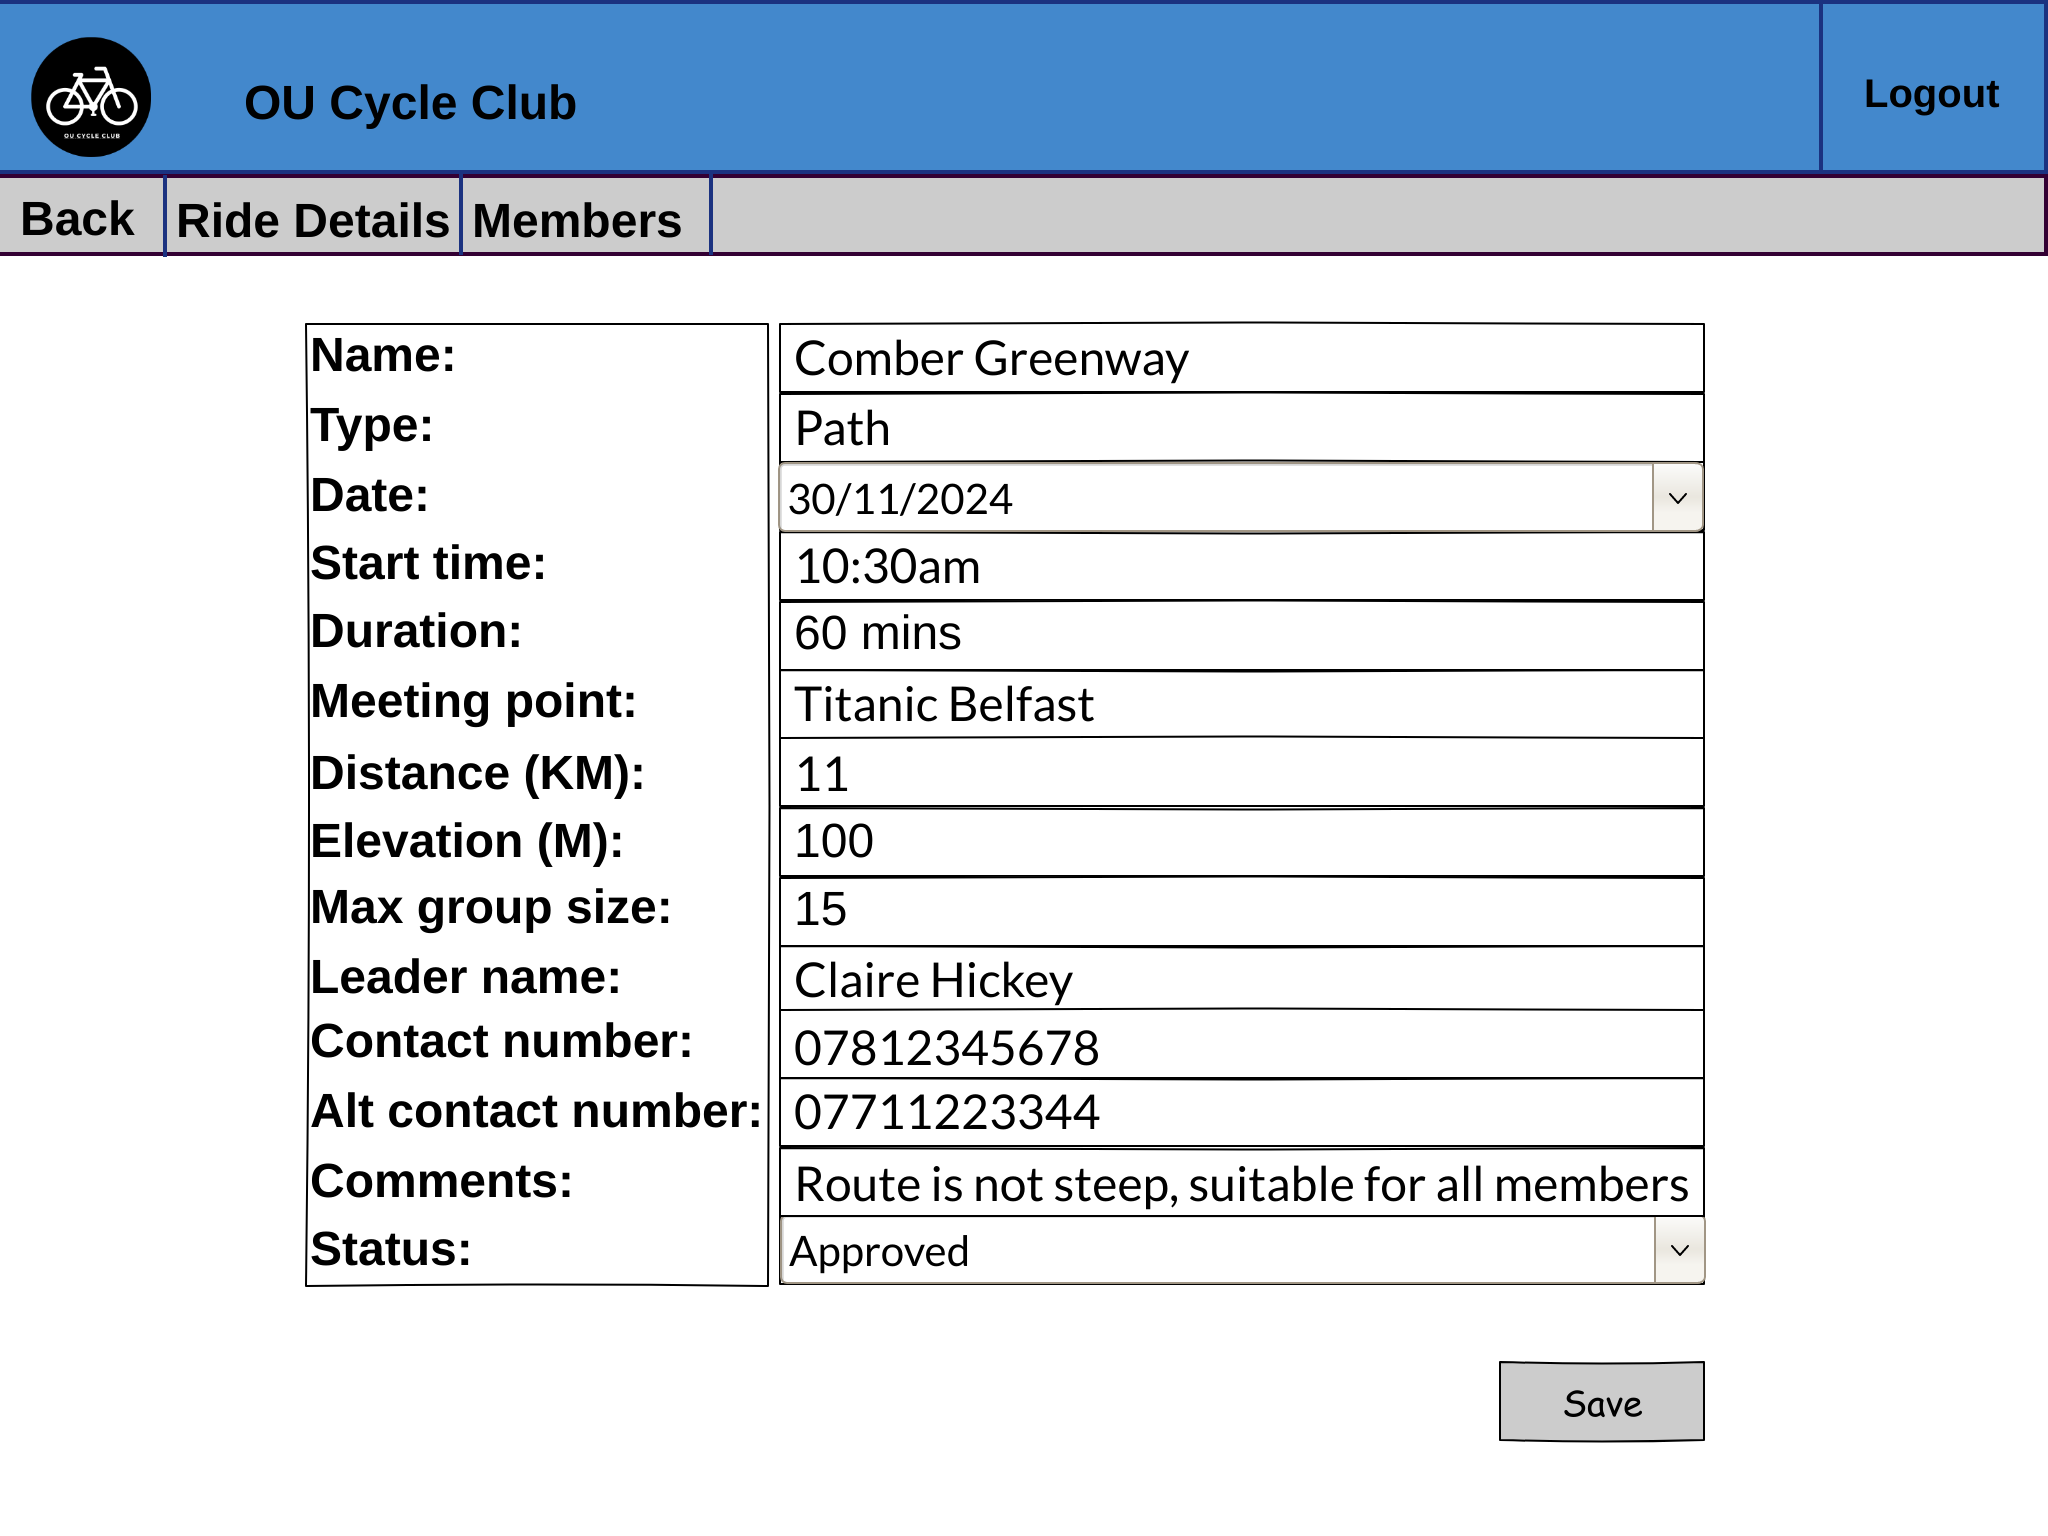 OU CYCLE CLUB
OU Cycle Club
Logout
Back
Ride Details
Members
Name: Comber Greenway
Type: Path
Date: 30/11/2024
Start time: 10:30am
Duration: 60 mins
Meeting point: Titanic Belfast
Distance (KM): 11
Elevation (M): 100
Max group size: 15
Leader name: Claire Hickey
Contact number: 07812345678
Alt contact number: 07711223344
Comments: Route is not steep, suitable for all members
Status: Approved
Save